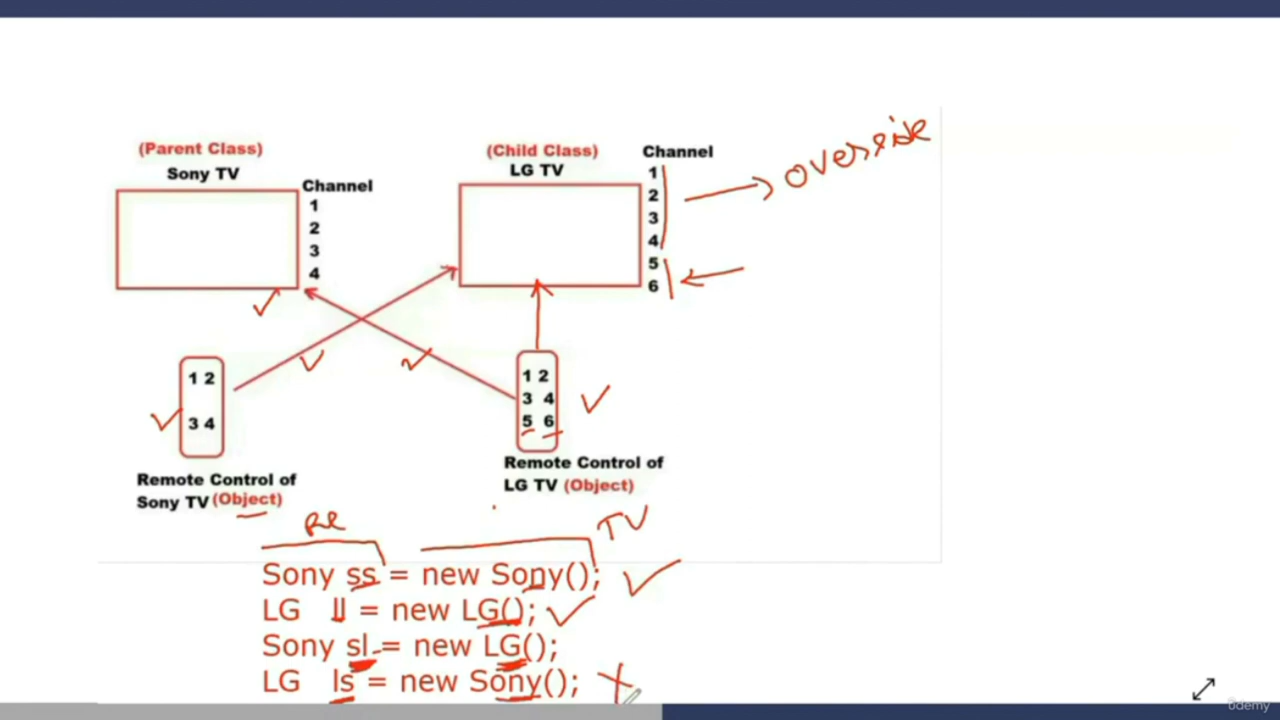 (Parent Class)
Sony TV
Channel
1
2
3
4
(Child Class)
LG TV
Channel
1
2
3
4
5
6
override
1 2
3 4
Remote Control of
Sony TV (Object)
1 2
3 4
5 6
Remote Control of
LG TV (Object)
TV
Sony ss = new Sony();
LG ll = new LG();
Sony sl = new LG();
LG ls = new Sony();
ûdemy